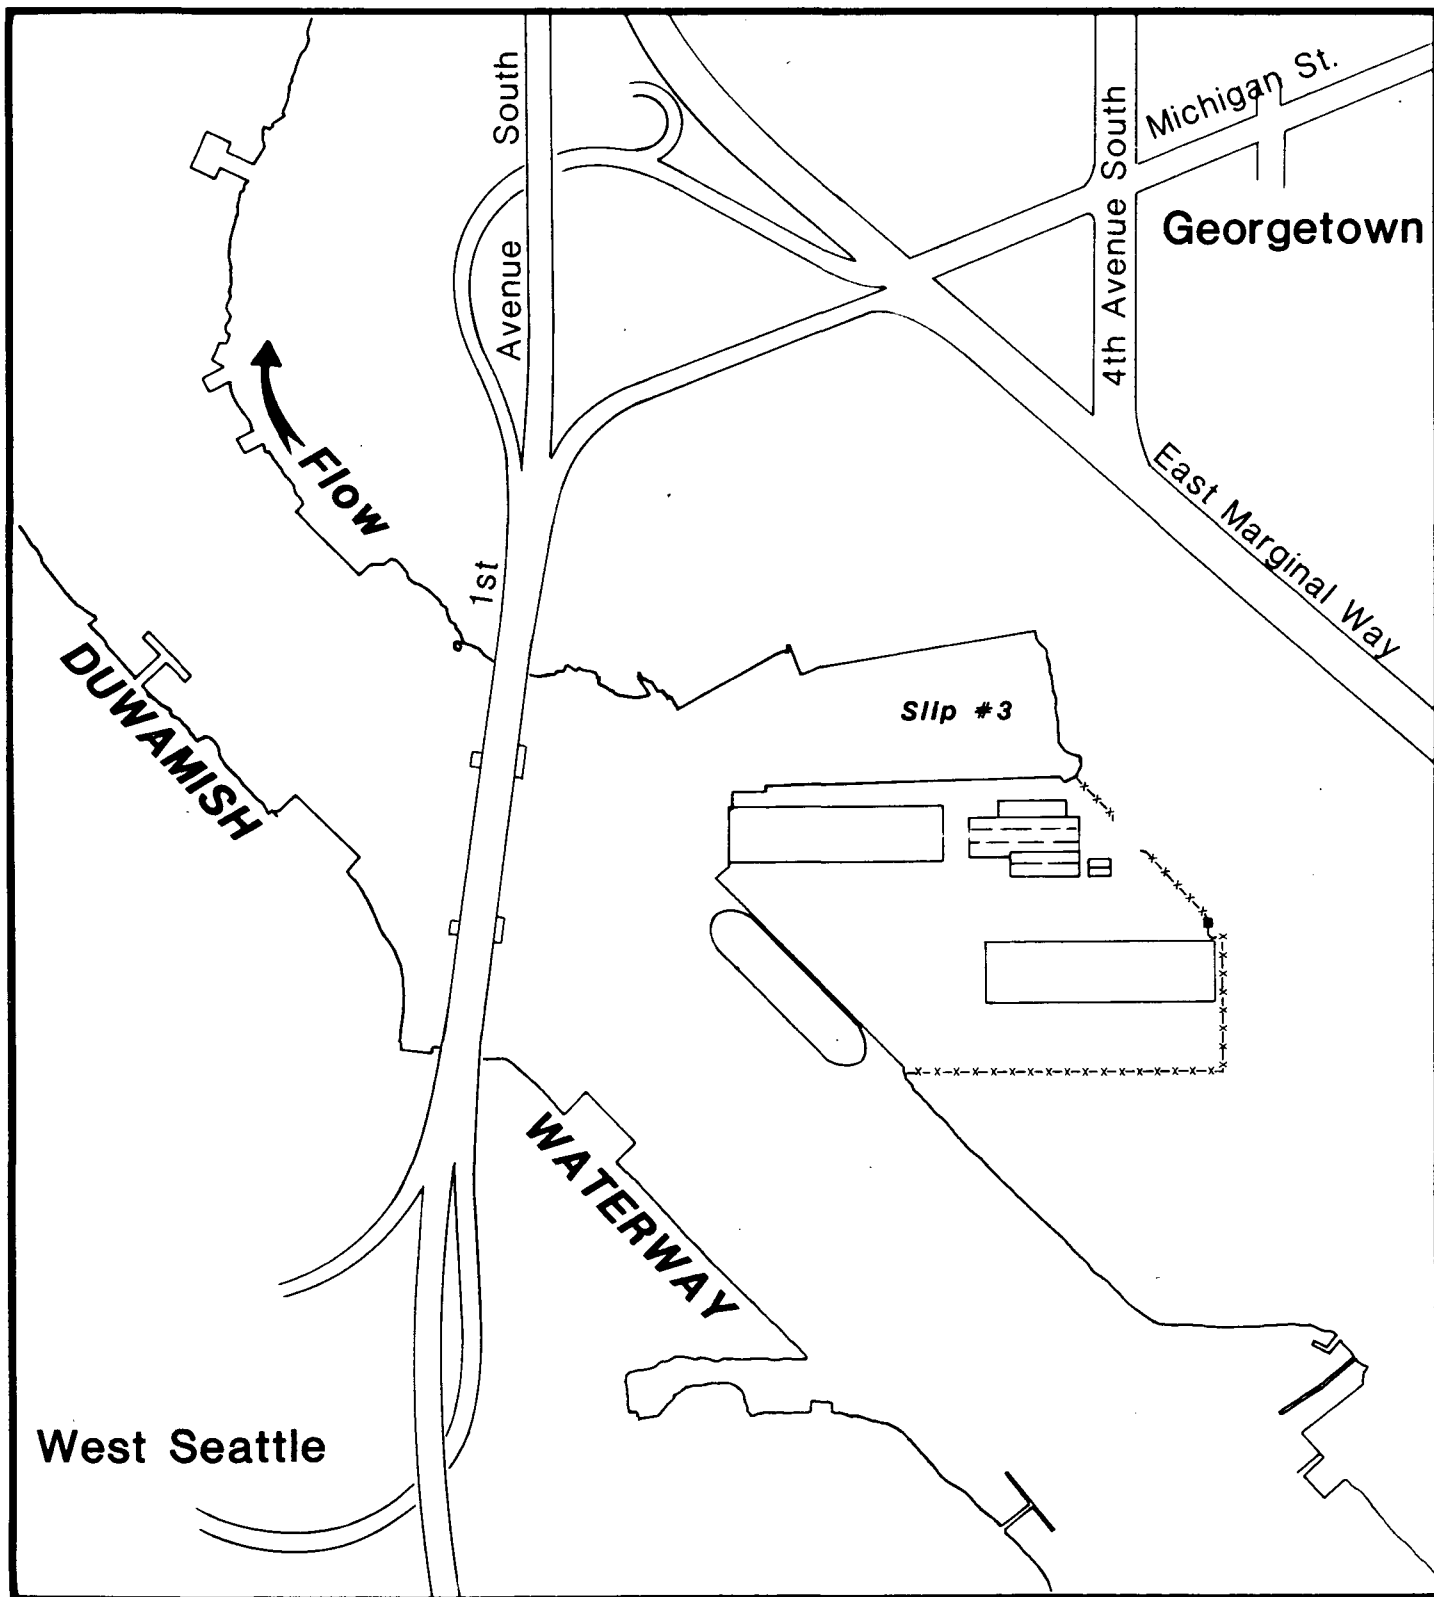 Michigan St.
Georgetown
4th Avenue South
1st Avenue South
Flow
East Marginal Way
DUWAMISH WATERWAY
Slip #3
West Seattle